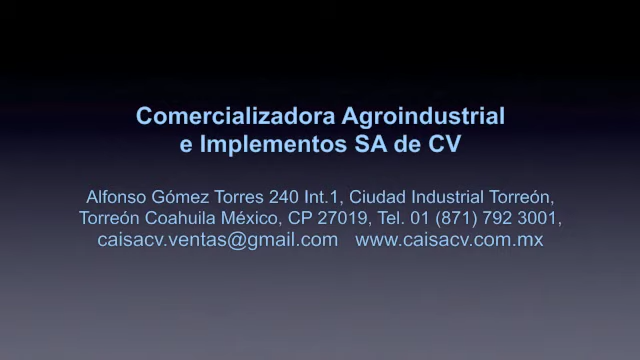 Comercializadora Agroindustrial
e Implementos SA de CV
Alfonso Gómez Torres 240 Int.1, Ciudad Industrial Torreón,
Torreón Coahuila México, CP 27019, Tel. 01 (871) 792 3001,
caisacv.ventas@gmail.com www.caisacv.com.mx